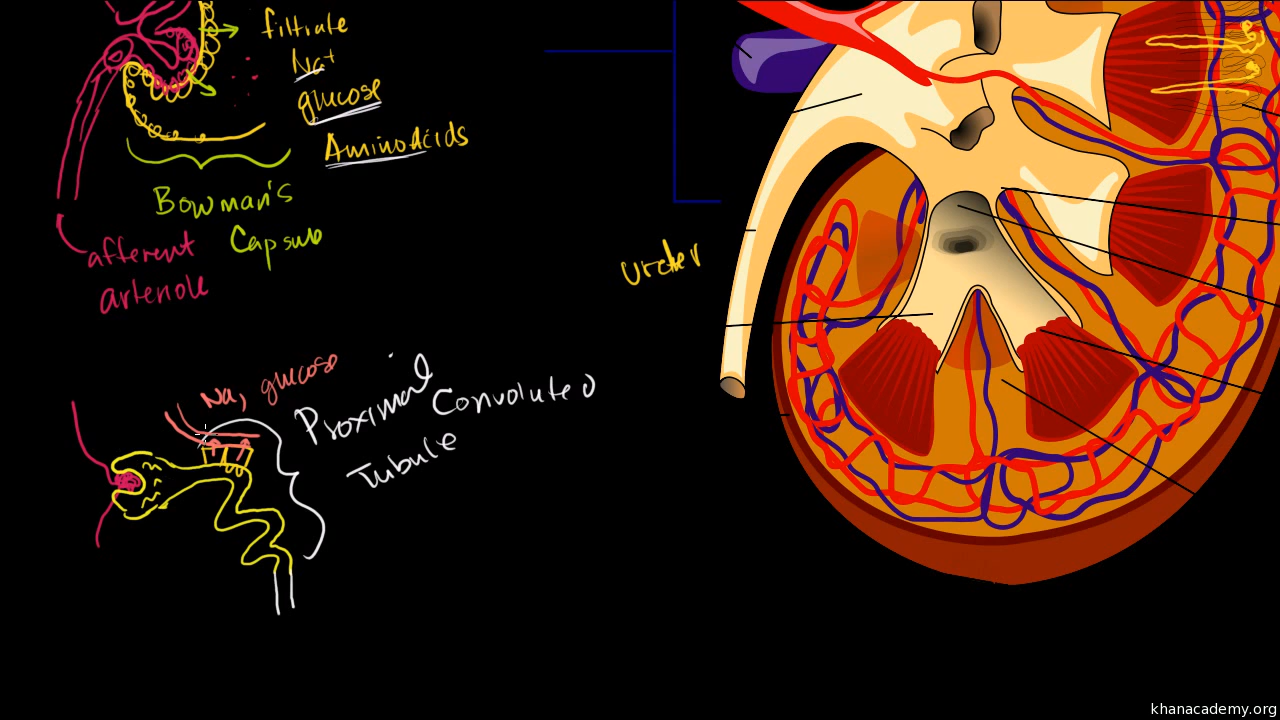 filtrate
Na+
glucose
Amino Acids
Bowman's
Capsule
afferent
arteriole
ureter
Na, glucose
Proximal
Convoluted
Tubule
khanacademy.org